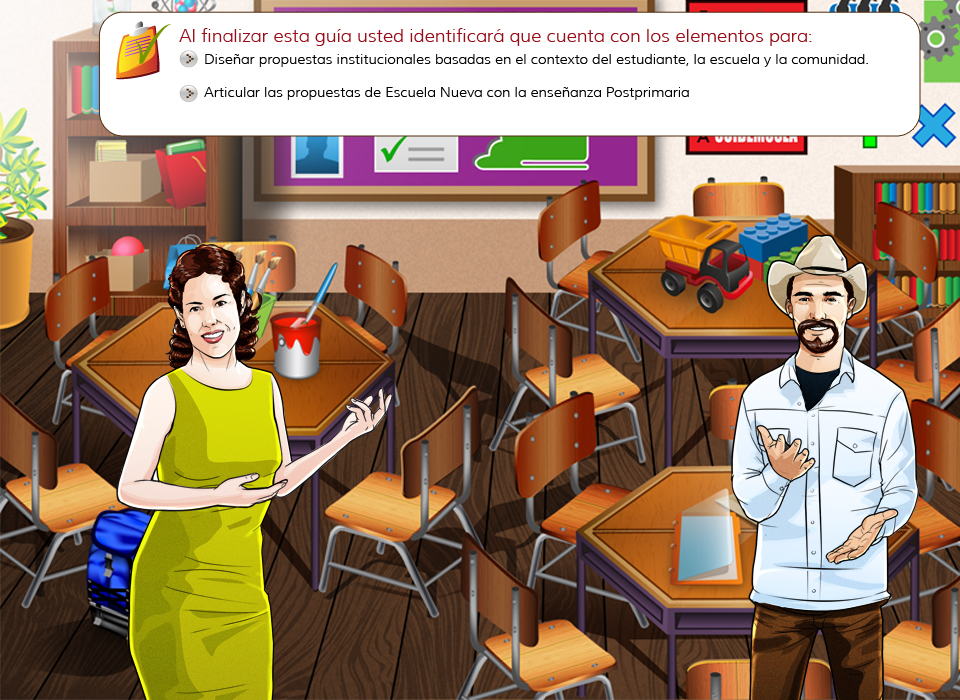 Al finalizar esta guía usted identificará que cuenta con los elementos para:
Diseñar propuestas institucionales basadas en el contexto del estudiante, la escuela y la comunidad.
Articular las propuestas de Escuela Nueva con la enseñanza Postprimaria